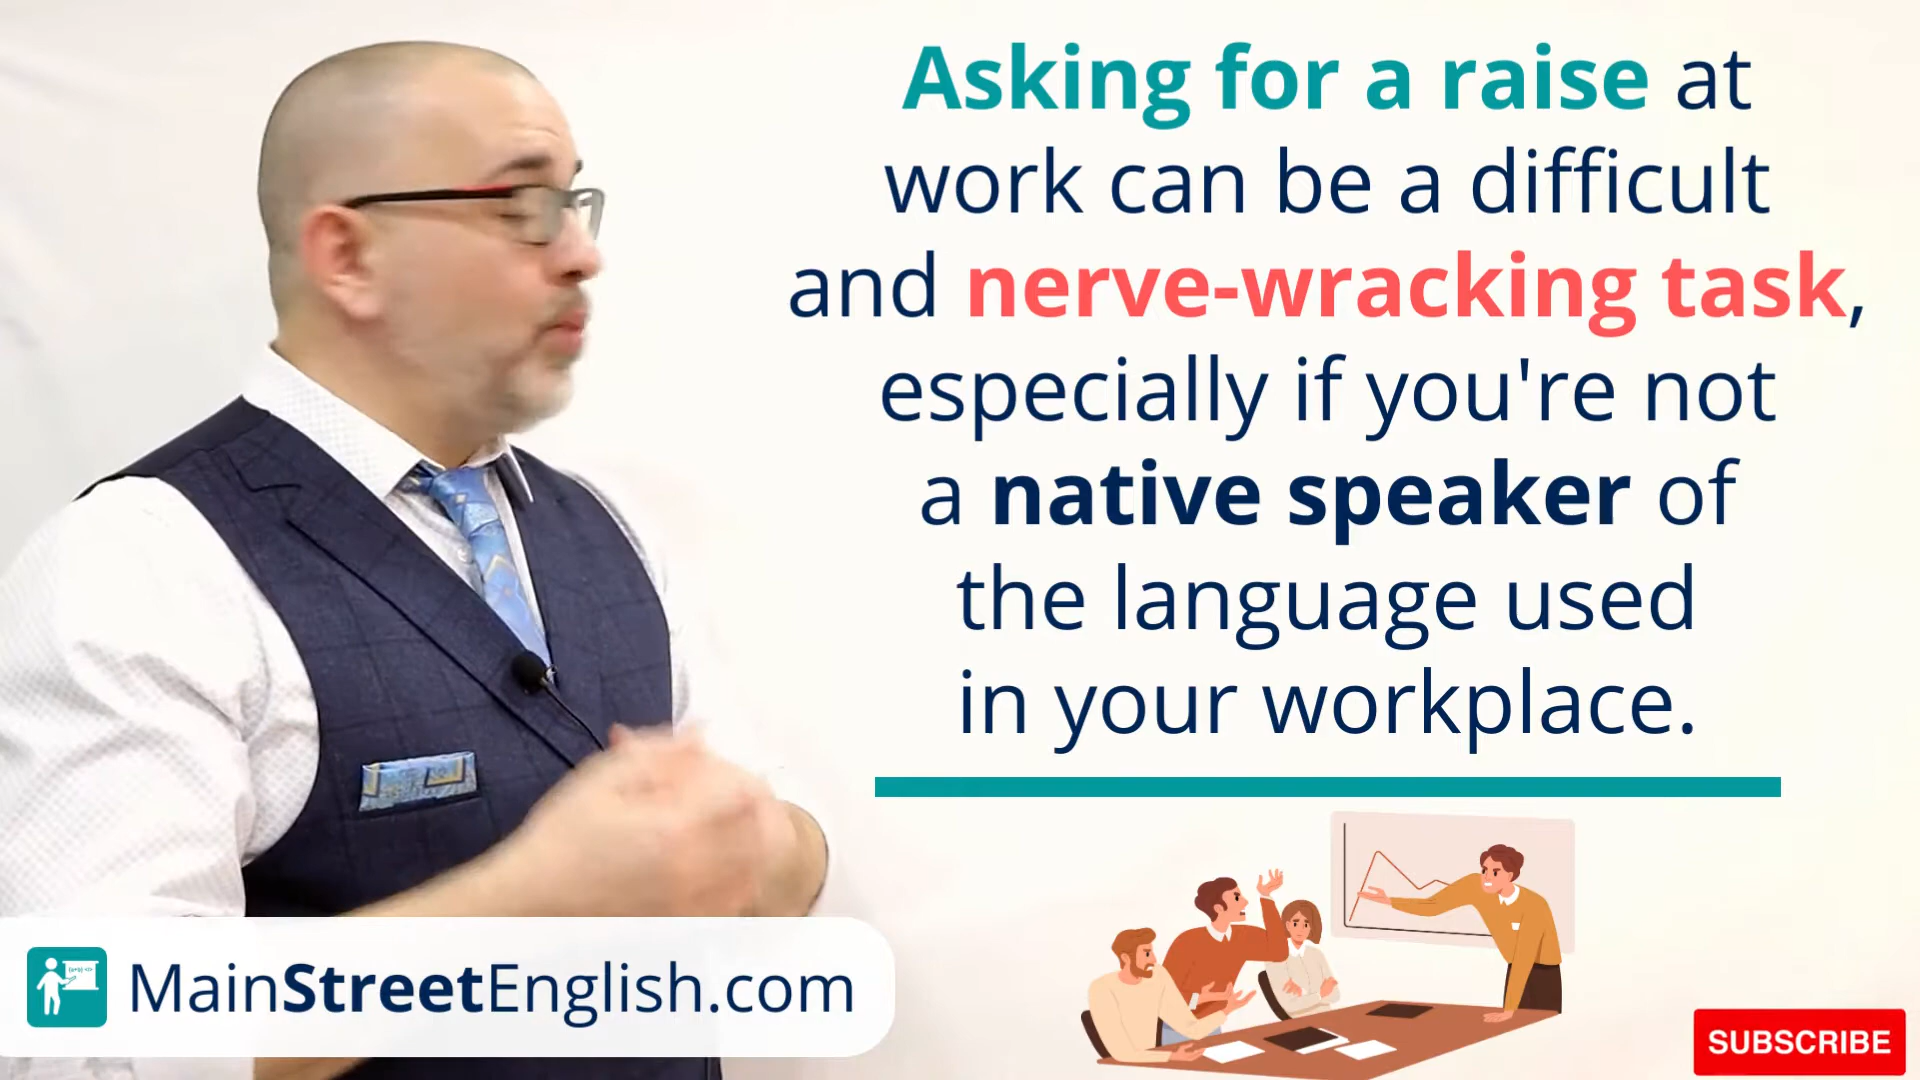 Asking for a raise at
work can be a difficult
and nerve-wracking task,
especially if you're not
a native speaker of
the language used
in your workplace.
MainStreetEnglish.com
SUBSCRIBE